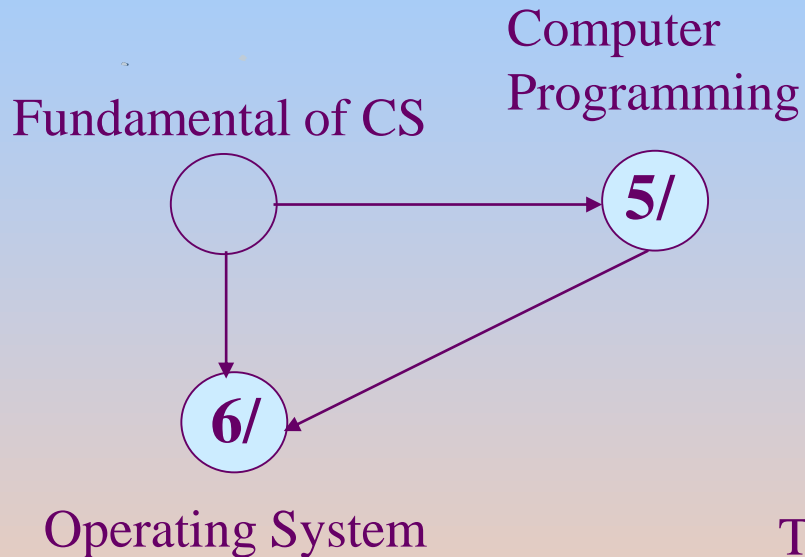 Computer
Programming
Fundamental of CS
5/
6/
Operating System
T